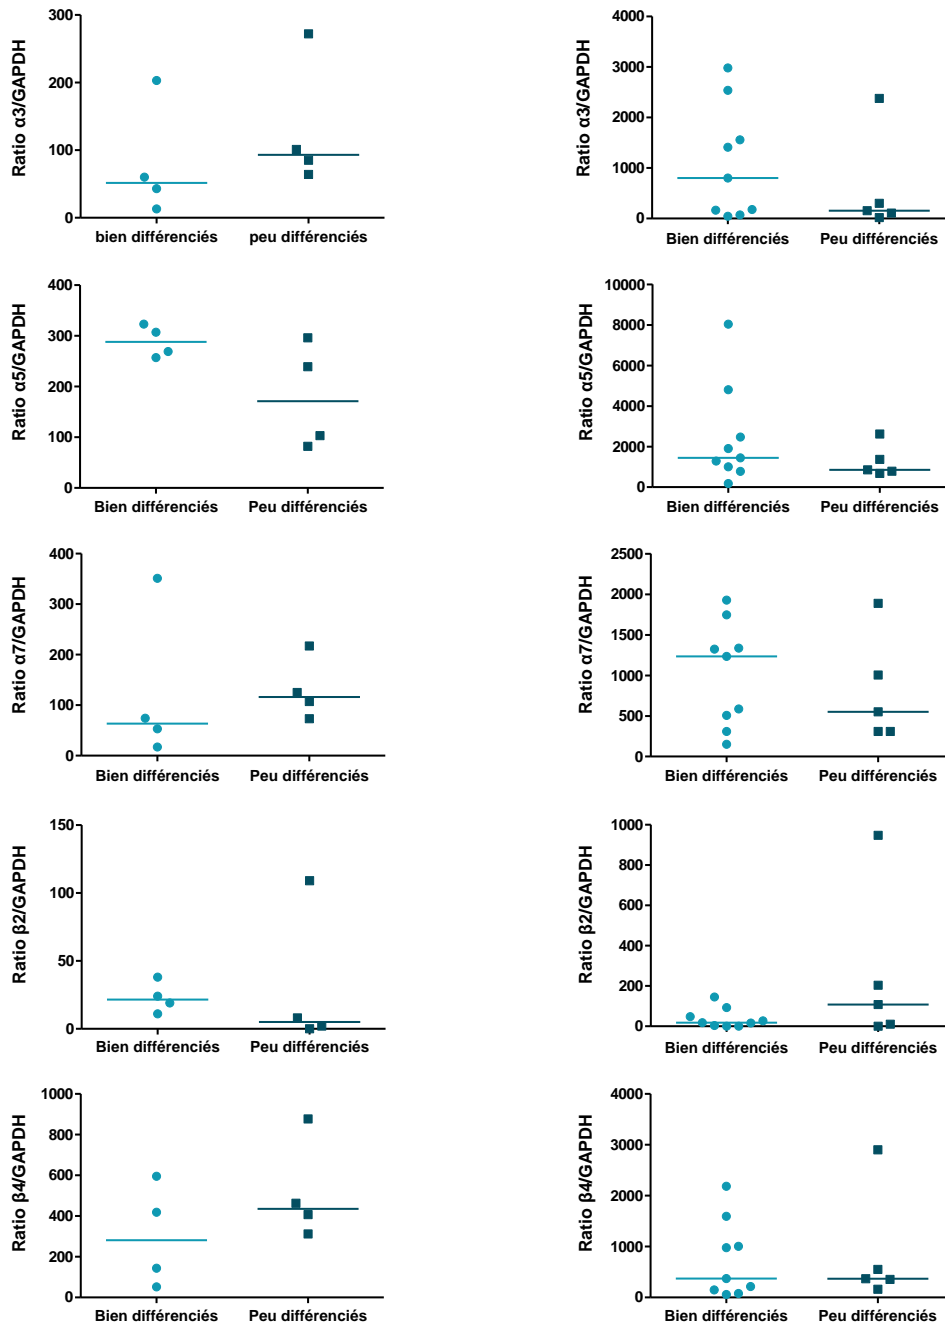 Ratio α3/GAPDH
300
200
100
0
bien différenciés peu différenciés
Ratio α3/GAPDH
4000
3000
2000
1000
0
Bien différenciés Peu différenciés
Ratio α5/GAPDH
400
300
200
100
0
Bien différenciés Peu différenciés
Ratio α5/GAPDH
10000
8000
6000
4000
2000
0
Bien différenciés Peu différenciés
Ratio α7/GAPDH
400
300
200
100
0
Bien différenciés Peu différenciés
Ratio α7/GAPDH
2500
2000
1500
1000
500
0
Bien différenciés Peu différenciés
Ratio β2/GAPDH
150
100
50
0
Bien différenciés Peu différenciés
Ratio β2/GAPDH
1000
800
600
400
200
0
Bien différenciés Peu différenciés
Ratio β4/GAPDH
1000
800
600
400
200
0
Bien différenciés Peu différenciés
Ratio β4/GAPDH
4000
3000
2000
1000
0
Bien différenciés Peu différenciés